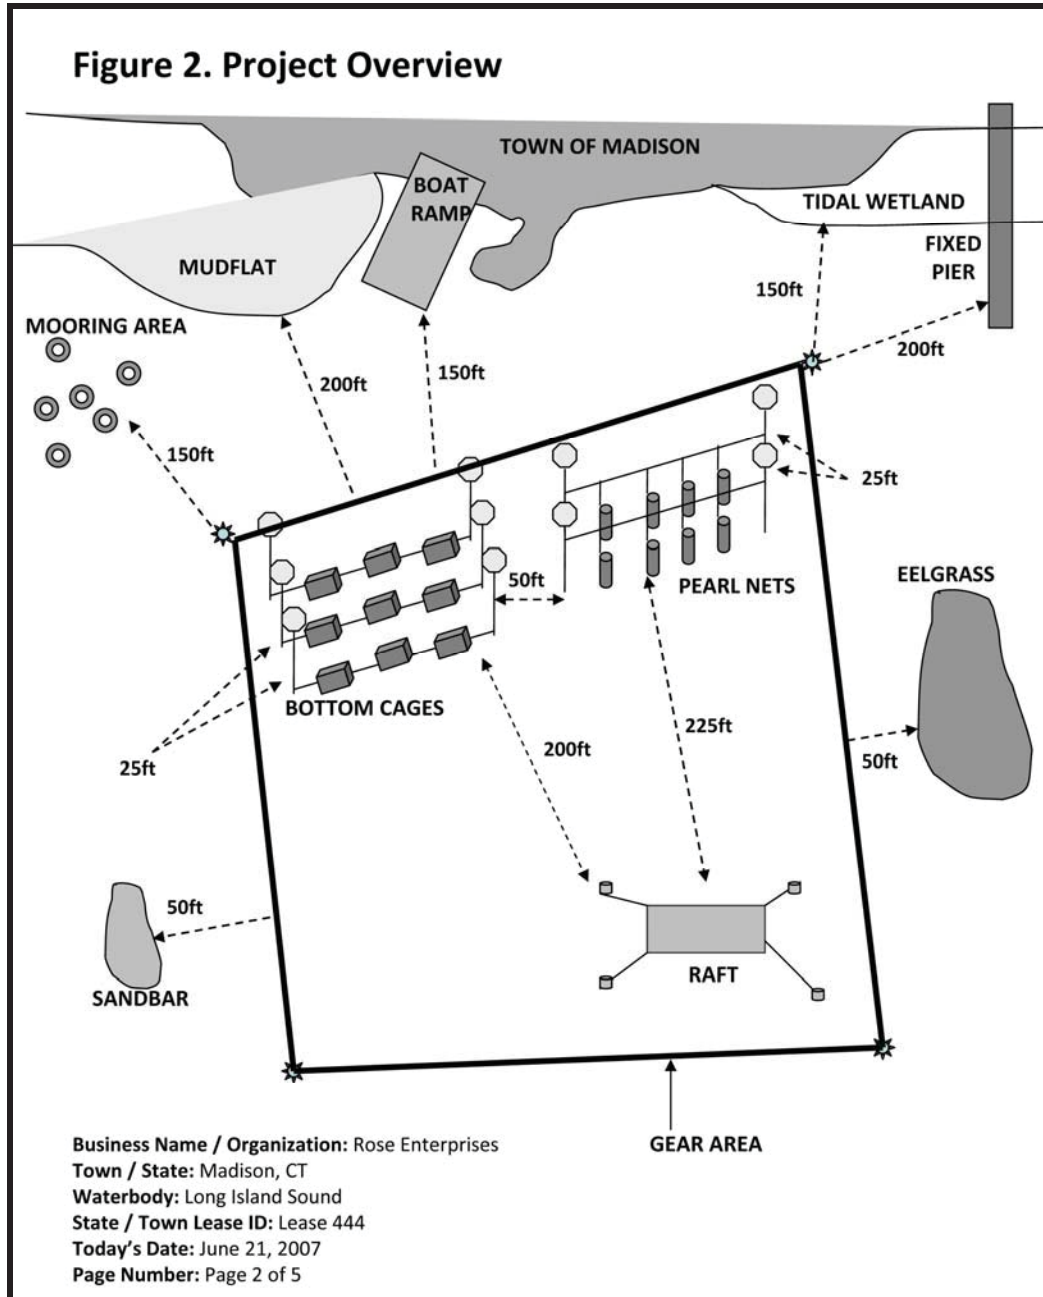 Figure 2. Project Overview
TOWN OF MADISON
BOAT
RAMP
TIDAL WETLAND
FIXED
PIER
MUDFLAT
MOORING AREA
150ft
200ft
150ft
200ft
150ft
25ft
50ft
PEARL NETS
EELGRASS
BOTTOM CAGES
200ft
225ft
50ft
25ft
50ft
SANDBAR
RAFT
GEAR AREA
Business Name / Organization: Rose Enterprises
Town / State: Madison, CT
Waterbody: Long Island Sound
State / Town Lease ID: Lease 444
Today's Date: June 21, 2007
Page Number: Page 2 of 5